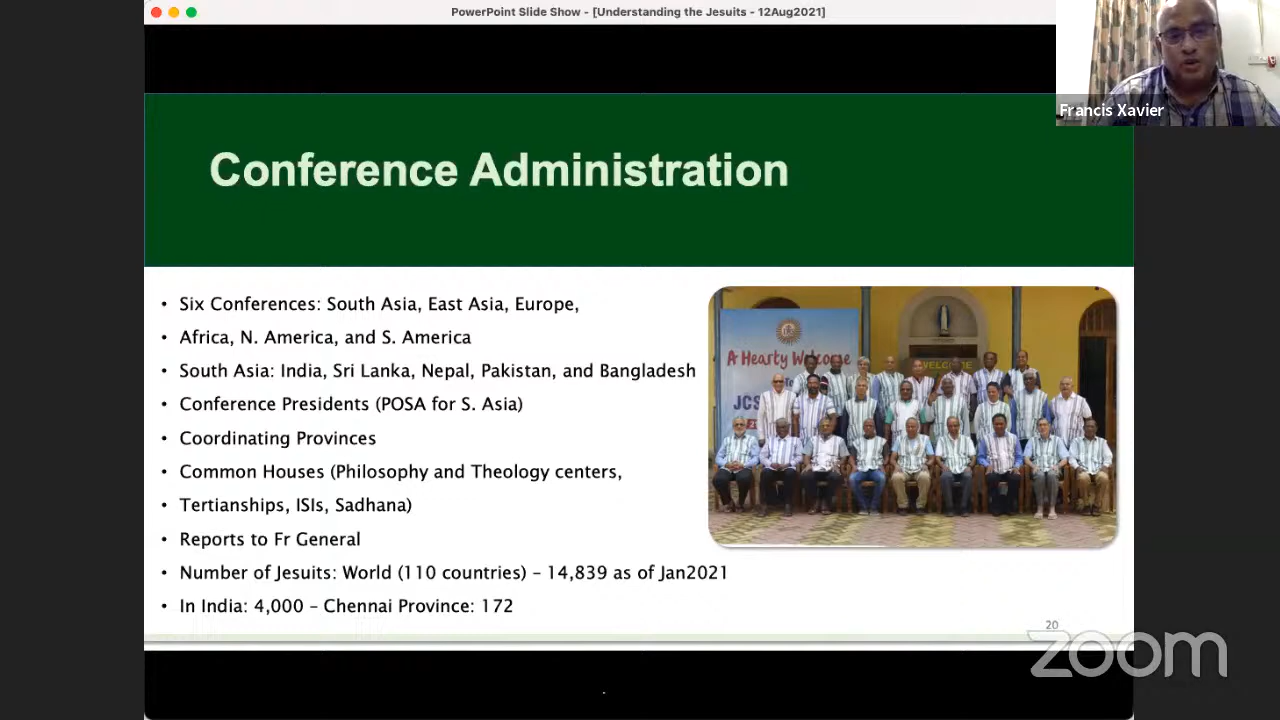 PowerPoint Slide Show - [Understanding the Jesuits - 12Aug2021]
Francis Xavier
Conference Administration
• Six Conferences: South Asia, East Asia, Europe,
• Africa, N. America, and S. America
• South Asia: India, Sri Lanka, Nepal, Pakistan, and Bangladesh
• Conference Presidents (POSA for S. Asia)
• Coordinating Provinces
• Common Houses (Philosophy and Theology centers,
• Tertianships, ISIs, Sadhana)
• Reports to Fr General
• Number of Jesuits: World (110 countries) – 14,839 as of Jan2021
• In India: 4,000 – Chennai Province: 172
A Hearty Welcome
To
JCS
WELCOME
20
zoom